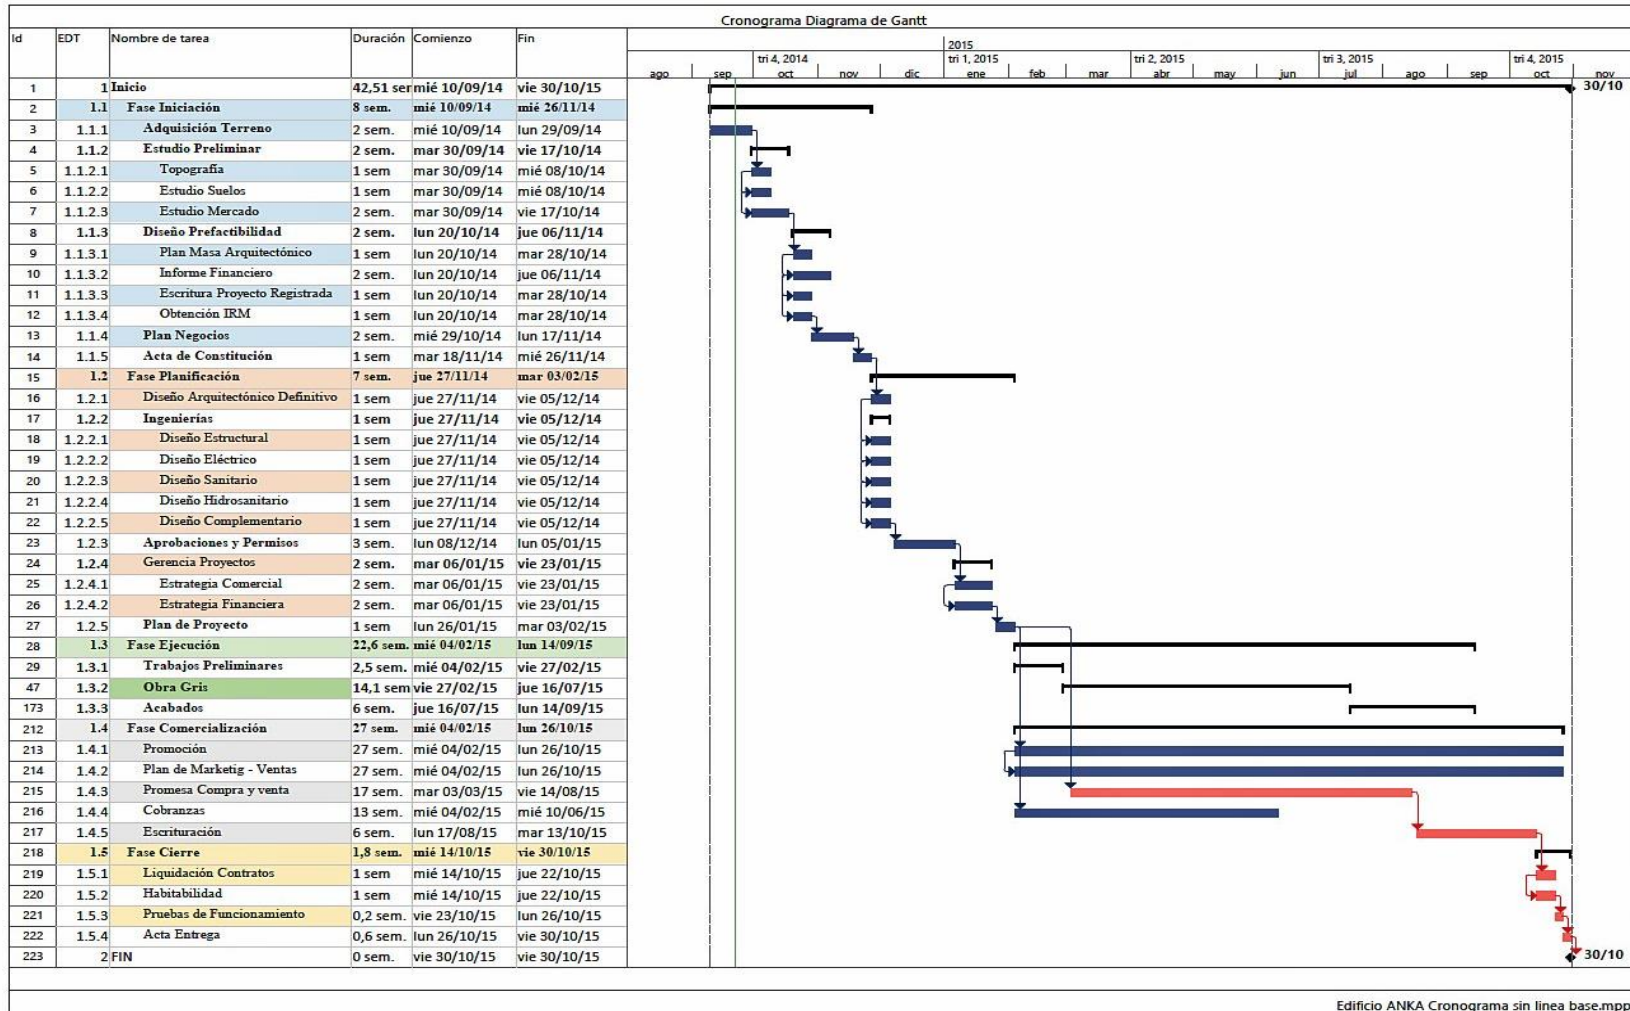 Cronograma Diagrama de Gantt
Id EDT Nombre de tarea Duración Comienzo Fin
2015
tri 4, 2014 tri 1, 2015 tri 2, 2015 tri 3, 2015 tri 4, 2015
ago sep oct nov dic ene feb mar abr may jun jul ago sep oct nov
1 1 Inicio 42,51 ser mié 10/09/14 vie 30/10/15 30/10
2 1.1 Fase Iniciación 8 sem. mié 10/09/14 mié 26/11/14
3 1.1.1 Adquisición Terreno 2 sem. mié 10/09/14 lun 29/09/14
4 1.1.2 Estudio Preliminar 2 sem. mar 30/09/14 vie 17/10/14
5 1.1.2.1 Topografía 1 sem mar 30/09/14 mié 08/10/14
6 1.1.2.2 Estudio Suelos 1 sem mar 30/09/14 mié 08/10/14
7 1.1.2.3 Estudio Mercado 2 sem. mar 30/09/14 vie 17/10/14
8 1.1.3 Diseño Prefactibilidad 2 sem. lun 20/10/14 jue 06/11/14
9 1.1.3.1 Plan Masa Arquitectónico 1 sem lun 20/10/14 mar 28/10/14
10 1.1.3.2 Informe Financiero 2 sem. lun 20/10/14 jue 06/11/14
11 1.1.3.3 Escritura Proyecto Registrada 1 sem lun 20/10/14 mar 28/10/14
12 1.1.3.4 Obtención IRM 1 sem lun 20/10/14 mar 28/10/14
13 1.1.4 Plan Negocios 2 sem. mié 29/10/14 lun 17/11/14
14 1.1.5 Acta de Constitución 1 sem mar 18/11/14 mié 26/11/14
15 1.2 Fase Planificación 7 sem. jue 27/11/14 mar 03/02/15
16 1.2.1 Diseño Arquitectónico Definitivo 1 sem jue 27/11/14 vie 05/12/14
17 1.2.2 Ingenierías 1 sem jue 27/11/14 vie 05/12/14
18 1.2.2.1 Diseño Estructural 1 sem jue 27/11/14 vie 05/12/14
19 1.2.2.2 Diseño Eléctrico 1 sem jue 27/11/14 vie 05/12/14
20 1.2.2.3 Diseño Sanitario 1 sem jue 27/11/14 vie 05/12/14
21 1.2.2.4 Diseño Hidrosanitario 1 sem jue 27/11/14 vie 05/12/14
22 1.2.2.5 Diseño Complementario 1 sem jue 27/11/14 vie 05/12/14
23 1.2.3 Aprobaciones y Permisos 3 sem. lun 08/12/14 lun 05/01/15
24 1.2.4 Gerencia Proyectos 2 sem. mar 06/01/15 vie 23/01/15
25 1.2.4.1 Estrategia Comercial 2 sem. mar 06/01/15 vie 23/01/15
26 1.2.4.2 Estrategia Financiera 2 sem. mar 06/01/15 vie 23/01/15
27 1.2.5 Plan de Proyecto 1 sem lun 26/01/15 mar 03/02/15
28 1.3 Fase Ejecución 22,6 sem. mié 04/02/15 lun 14/09/15
29 1.3.1 Trabajos Preliminares 2,5 sem. mié 04/02/15 vie 27/02/15
47 1.3.2 Obra Gris 14,1 sem vie 27/02/15 jue 16/07/15
173 1.3.3 Acabados 6 sem. jue 16/07/15 lun 14/09/15
212 1.4 Fase Comercialización 27 sem. mié 04/02/15 lun 26/10/15
213 1.4.1 Promoción 27 sem. mié 04/02/15 lun 26/10/15
214 1.4.2 Plan de Marketig - Ventas 27 sem. mié 04/02/15 lun 26/10/15
215 1.4.3 Promesa Compra y venta 17 sem. mar 03/03/15 vie 14/08/15
216 1.4.4 Cobranzas 13 sem. mié 04/02/15 mié 10/06/15
217 1.4.5 Escrituración 6 sem. lun 17/08/15 mar 13/10/15
218 1.5 Fase Cierre 1,8 sem. mié 14/10/15 vie 30/10/15
219 1.5.1 Liquidación Contratos 1 sem mié 14/10/15 jue 22/10/15
220 1.5.2 Habitabilidad 1 sem mié 14/10/15 jue 22/10/15
221 1.5.3 Pruebas de Funcionamiento 0,2 sem. vie 23/10/15 lun 26/10/15
222 1.5.4 Acta Entrega 0,6 sem. lun 26/10/15 vie 30/10/15
223 2 FIN 0 sem. vie 30/10/15 vie 30/10/15 30/10
Edificio ANKA Cronograma sin linea base.mpp